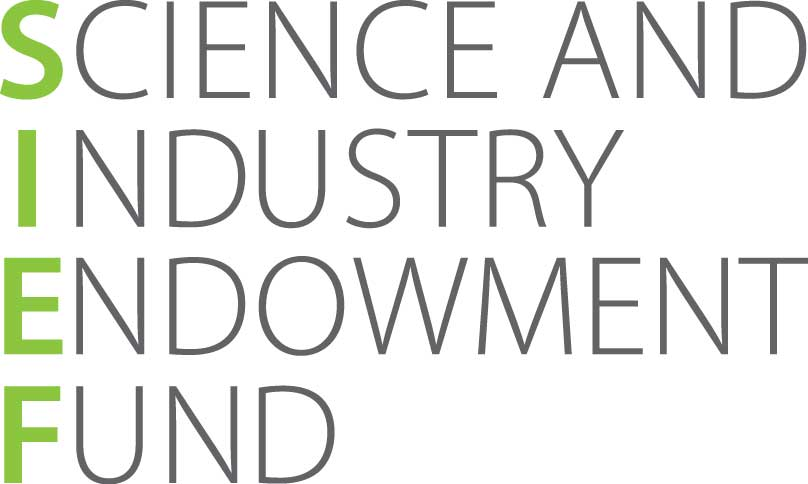 SCIENCE AND
INDUSTRY
ENDOWMENT
FUND